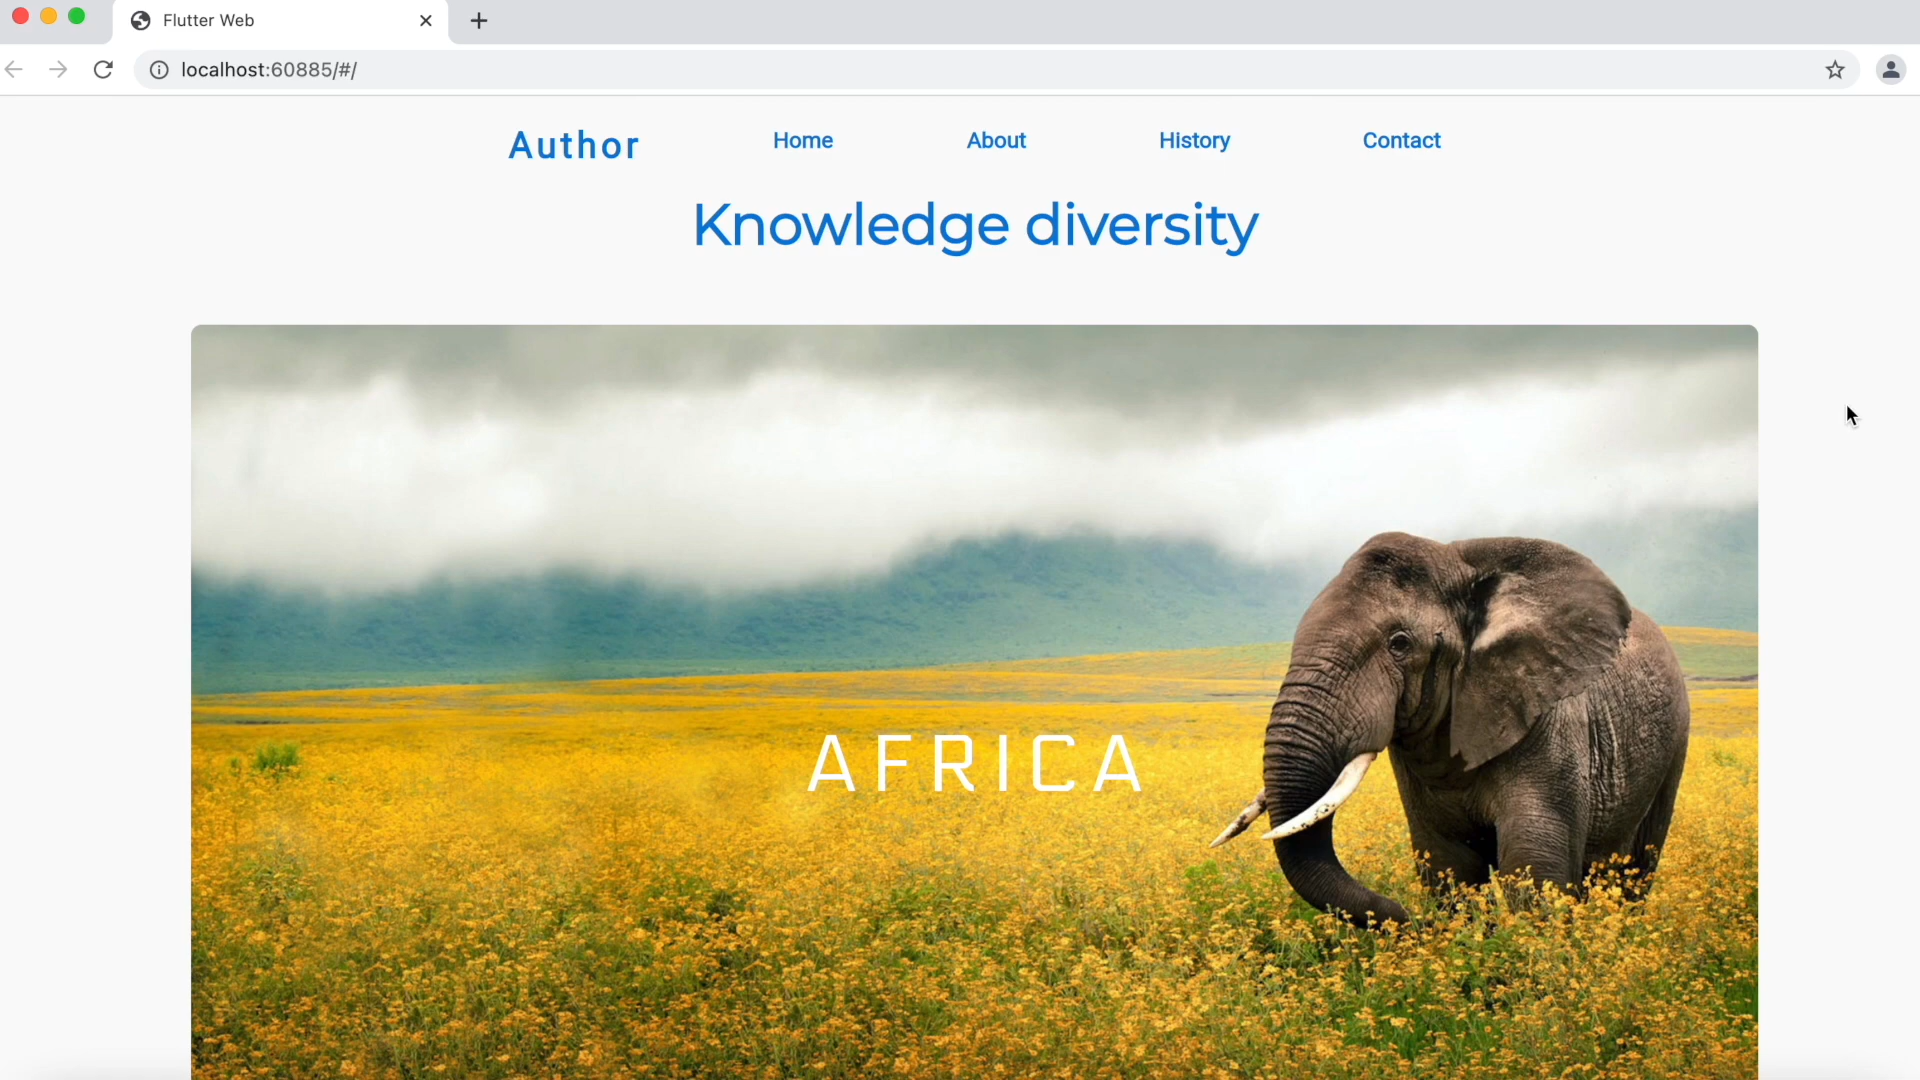 Flutter Web
localhost:60885/#/
Author Home About History Contact
Knowledge diversity
AFRICA